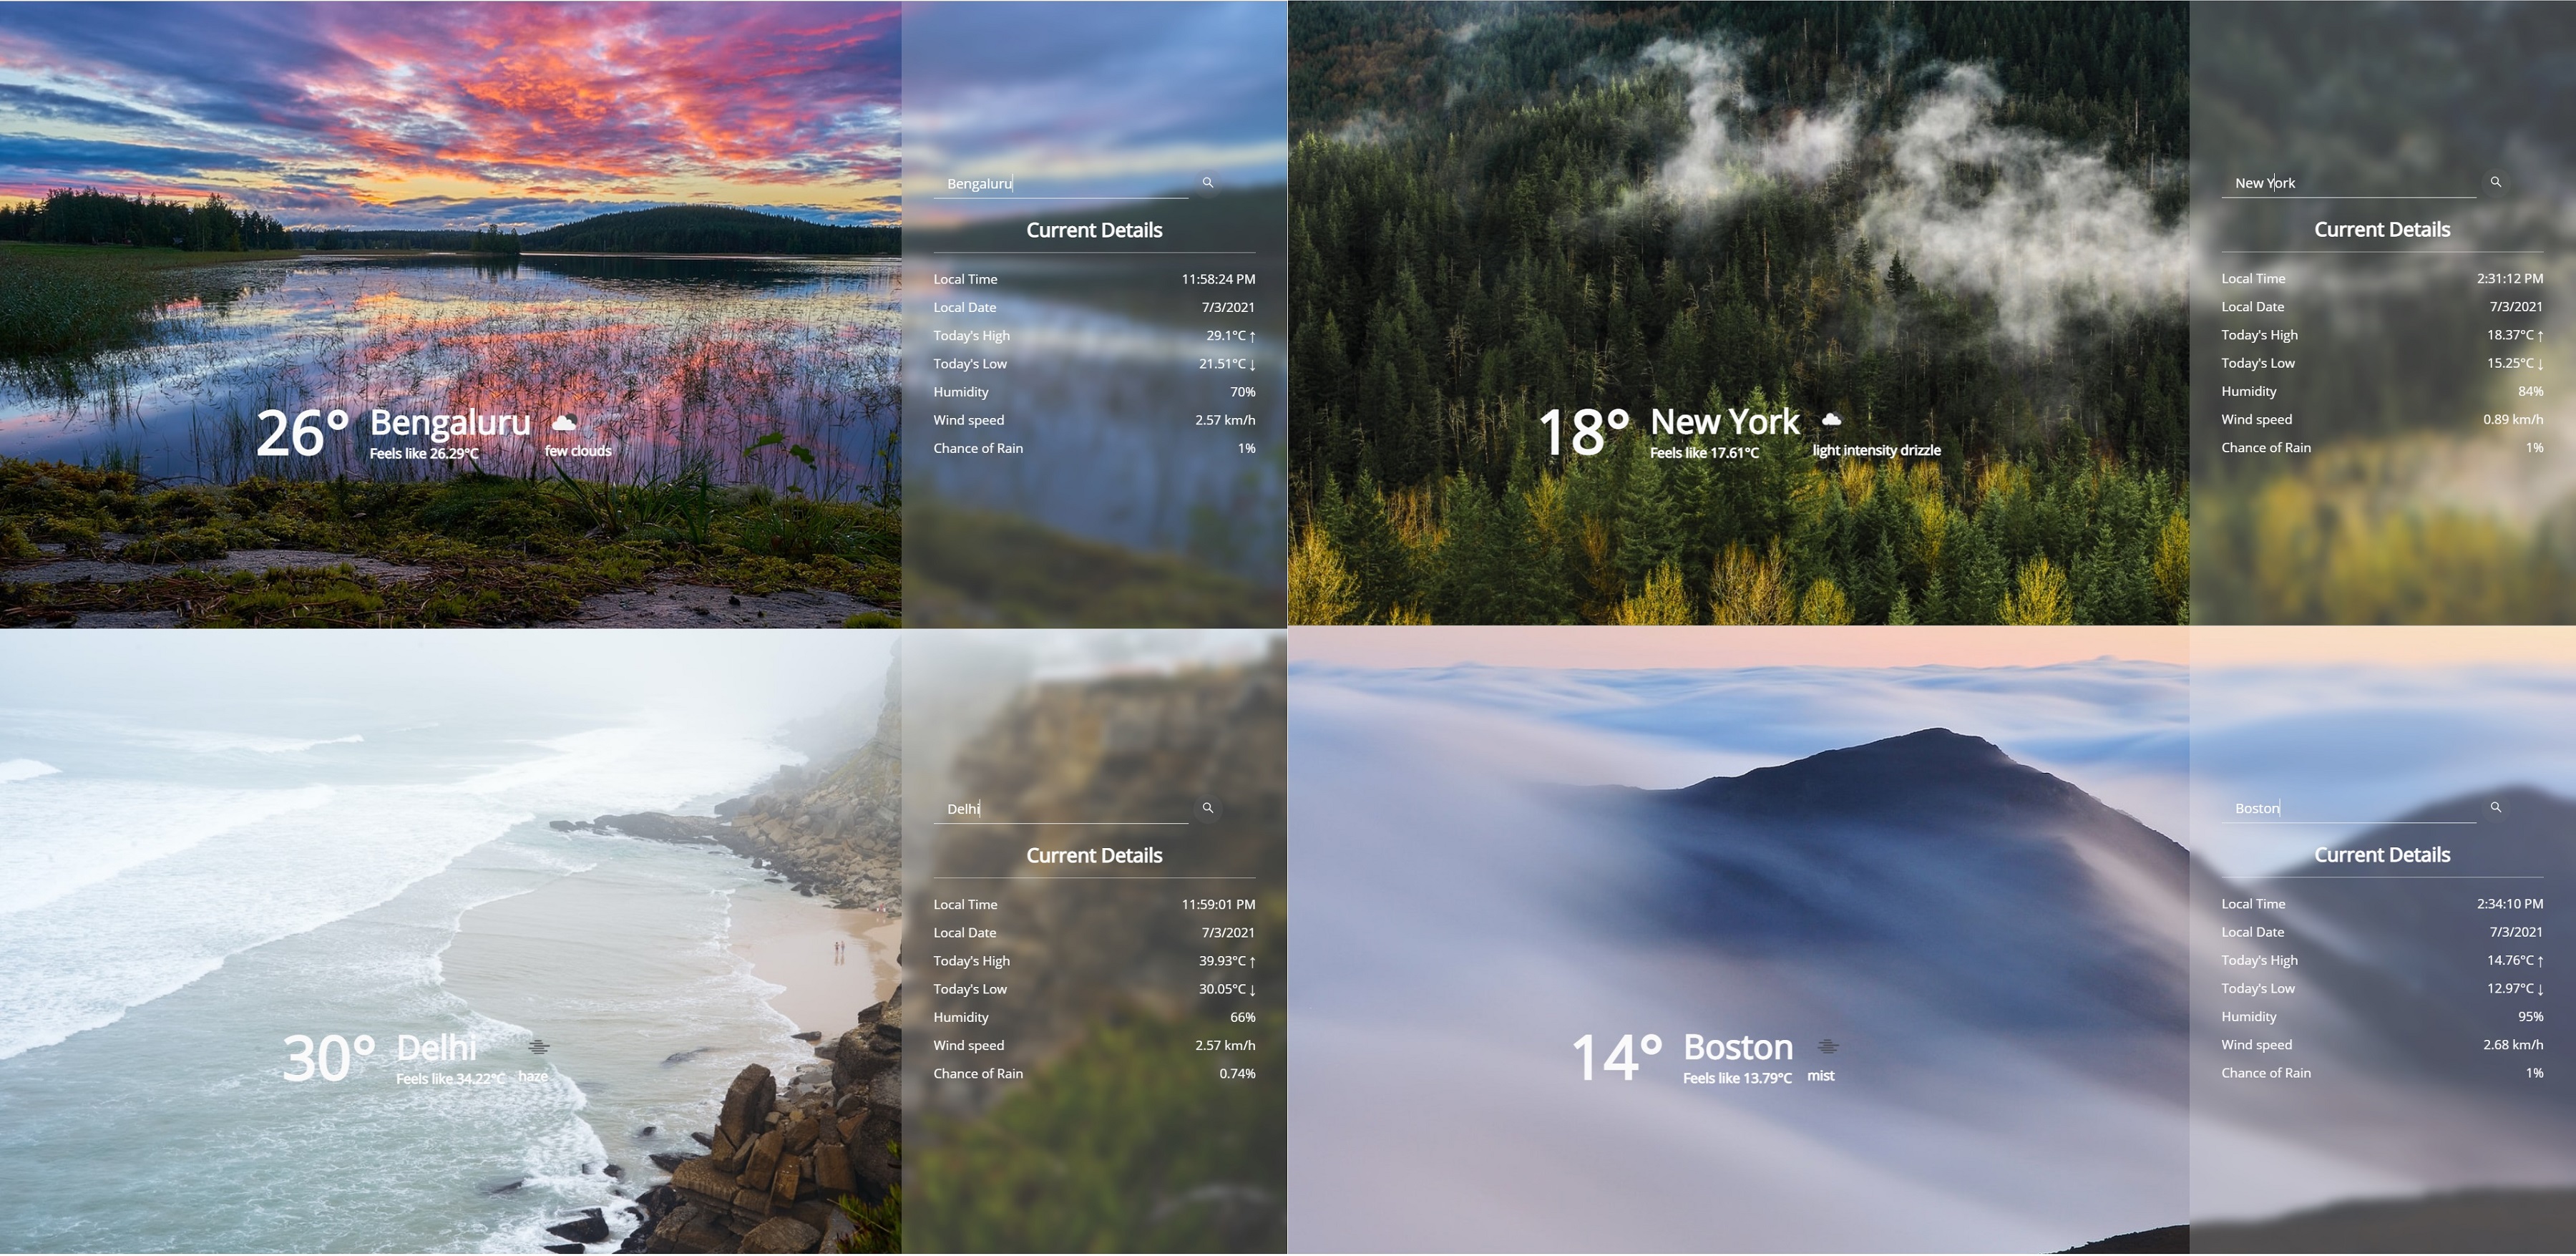 Bengaluru
Current Details
Local Time 11:58:24 PM
Local Date 7/3/2021
Today's High 29.1°C ↑
Today's Low 21.51°C ↓
Humidity 70%
Wind speed 2.57 km/h
Chance of Rain 1%
26° Bengaluru
Feels like 26.29°C few clouds
New York
Current Details
Local Time 2:31:12 PM
Local Date 7/3/2021
Today's High 18.37°C ↑
Today's Low 15.25°C ↓
Humidity 84%
Wind speed 0.89 km/h
Chance of Rain 1%
18° New York
Feels like 17.61°C light intensity drizzle
Delhi
Current Details
Local Time 11:59:01 PM
Local Date 7/3/2021
Today's High 39.93°C ↑
Today's Low 30.05°C ↓
Humidity 66%
Wind speed 2.57 km/h
Chance of Rain 0.74%
30° Delhi
Feels like 34.22°C haze
Boston
Current Details
Local Time 2:34:10 PM
Local Date 7/3/2021
Today's High 14.76°C ↑
Today's Low 12.97°C ↓
Humidity 95%
Wind speed 2.68 km/h
Chance of Rain 1%
14° Boston
Feels like 13.79°C mist